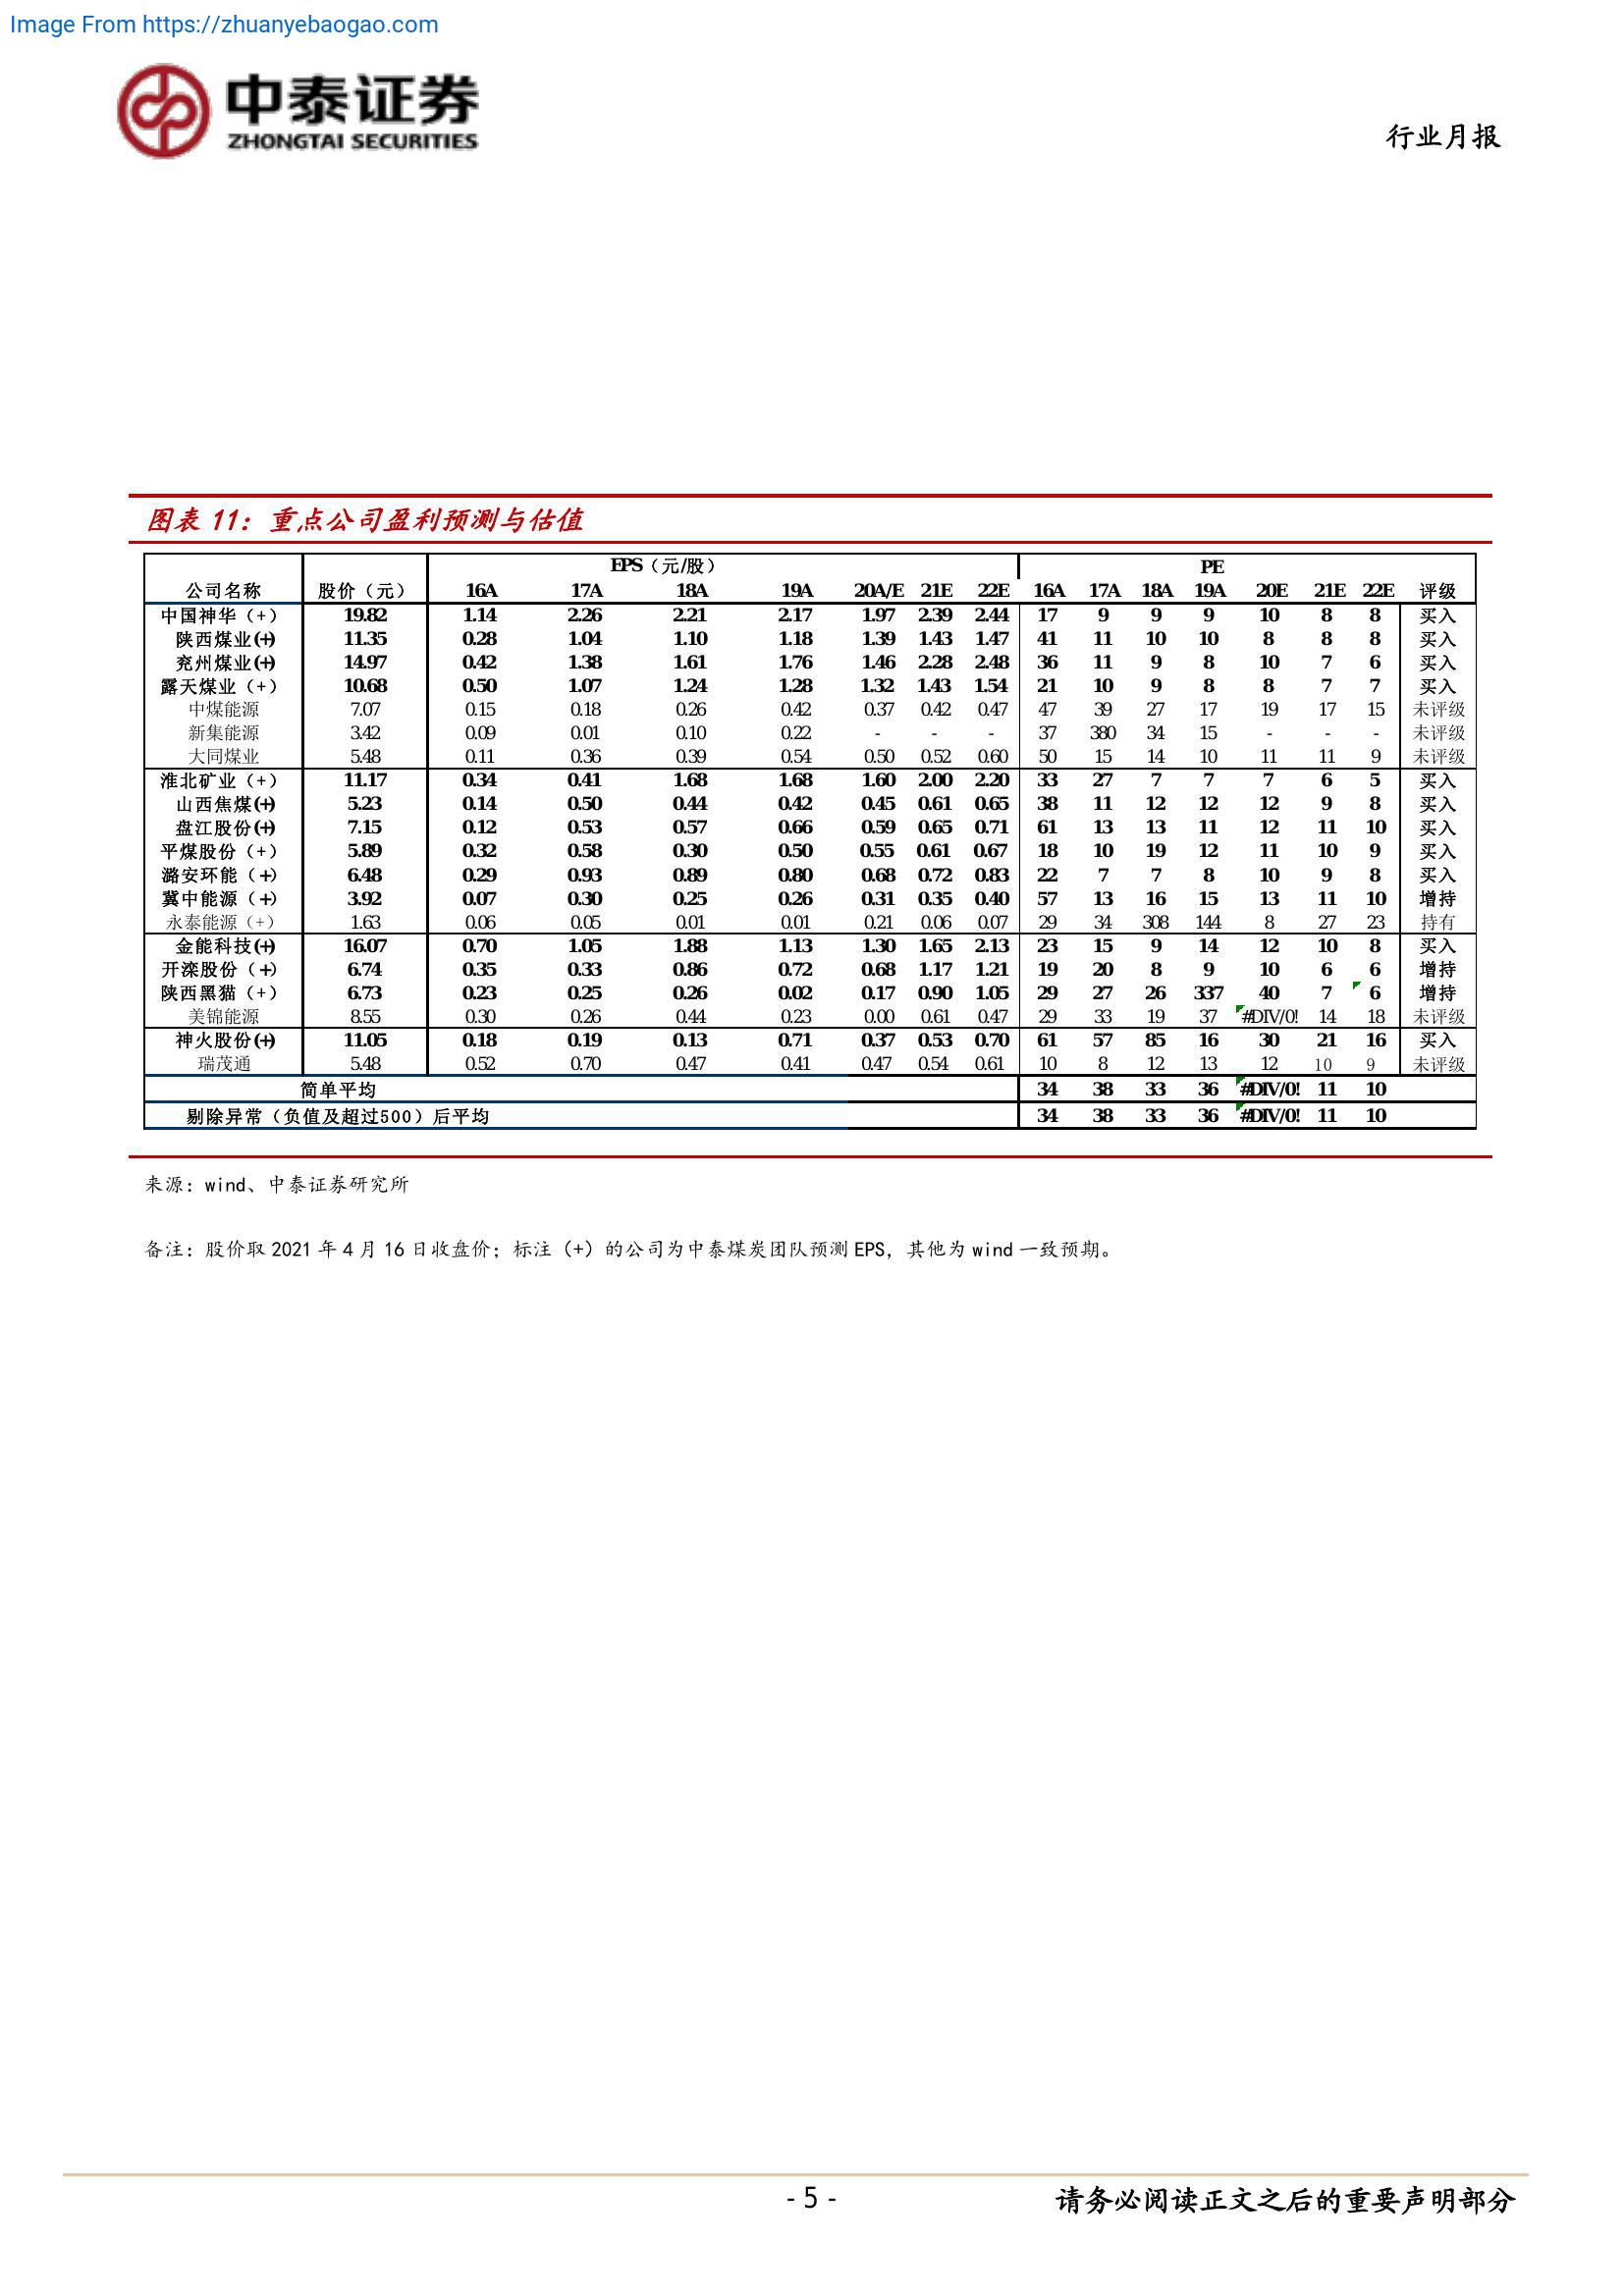 Image From https://zhuanyebaogao.com
中泰证券
ZHONGTAI SECURITIES
行业月报
图表 11：重点公司盈利预测与估值
EPS（元/股） PE
公司名称 股价（元） 16A 17A 18A 19A 20A/E 21E 22E 16A 17A 18A 19A 20E 21E 22E 评级
中国神华（+） 19.82 1.14 2.26 2.21 2.17 1.97 2.39 2.44 17 9 9 9 10 8 8 买入
陕西煤业(+) 11.35 0.28 1.04 1.10 1.18 1.39 1.43 1.47 41 11 10 10 8 8 8 买入
兖州煤业(+) 14.97 0.42 1.38 1.61 1.76 1.46 2.28 2.48 36 11 9 8 10 7 6 买入
露天煤业（+） 10.68 0.50 1.07 1.24 1.28 1.32 1.43 1.54 21 10 9 8 8 7 7 买入
中煤能源 7.07 0.15 0.18 0.26 0.42 0.37 0.42 0.47 47 39 27 17 19 17 15 未评级
新集能源 3.42 0.09 0.01 0.10 0.22 - - - 37 380 34 15 - - - 未评级
大同煤业 5.48 0.11 0.36 0.39 0.54 0.50 0.52 0.60 50 15 14 10 11 11 9 未评级
淮北矿业（+） 11.17 0.34 0.41 1.68 1.68 1.60 2.00 2.20 33 27 7 7 7 6 5 买入
山西焦煤(+) 5.23 0.14 0.50 0.44 0.42 0.45 0.61 0.65 38 11 12 12 12 9 8 买入
盘江股份(+) 7.15 0.12 0.53 0.57 0.66 0.59 0.65 0.71 61 13 13 11 12 11 10 买入
平煤股份（+） 5.89 0.32 0.58 0.30 0.50 0.55 0.61 0.67 18 10 19 12 11 10 9 买入
潞安环能（+） 6.48 0.29 0.93 0.89 0.80 0.68 0.72 0.83 22 7 7 8 10 9 8 买入
冀中能源（+） 3.92 0.07 0.30 0.25 0.26 0.31 0.35 0.40 57 13 16 15 13 11 10 增持
永泰能源（+） 1.63 0.06 0.05 0.01 0.01 0.21 0.06 0.07 29 34 308 144 8 27 23 持有
金能科技(+) 16.07 0.70 1.05 1.88 1.13 1.30 1.65 2.13 23 15 9 14 12 10 8 买入
开滦股份（+） 6.74 0.35 0.33 0.86 0.72 0.68 1.17 1.21 19 20 8 9 10 6 6 增持
陕西黑猫（+） 6.73 0.23 0.25 0.26 0.02 0.17 0.90 1.05 29 27 26 337 40 7 6 增持
美锦能源 8.55 0.30 0.26 0.44 0.23 0.00 0.61 0.47 29 33 19 37 #DIV/0! 14 18 未评级
神火股份(+) 11.05 0.18 0.19 0.13 0.71 0.37 0.53 0.70 61 57 85 16 30 21 16 买入
瑞茂通 5.48 0.52 0.70 0.47 0.41 0.47 0.54 0.61 10 8 12 13 12 10 9 未评级
简单平均 34 38 33 36 #DIV/0! 11 10
剔除异常（负值及超过500）后平均 34 38 33 36 #DIV/0! 11 10
来源：wind、中泰证券研究所
备注：股价取 2021 年 4 月 16 日收盘价；标注（+）的公司为中泰煤炭团队预测 EPS，其他为 wind 一致预期。
- 5 -
请务必阅读正文之后的重要声明部分